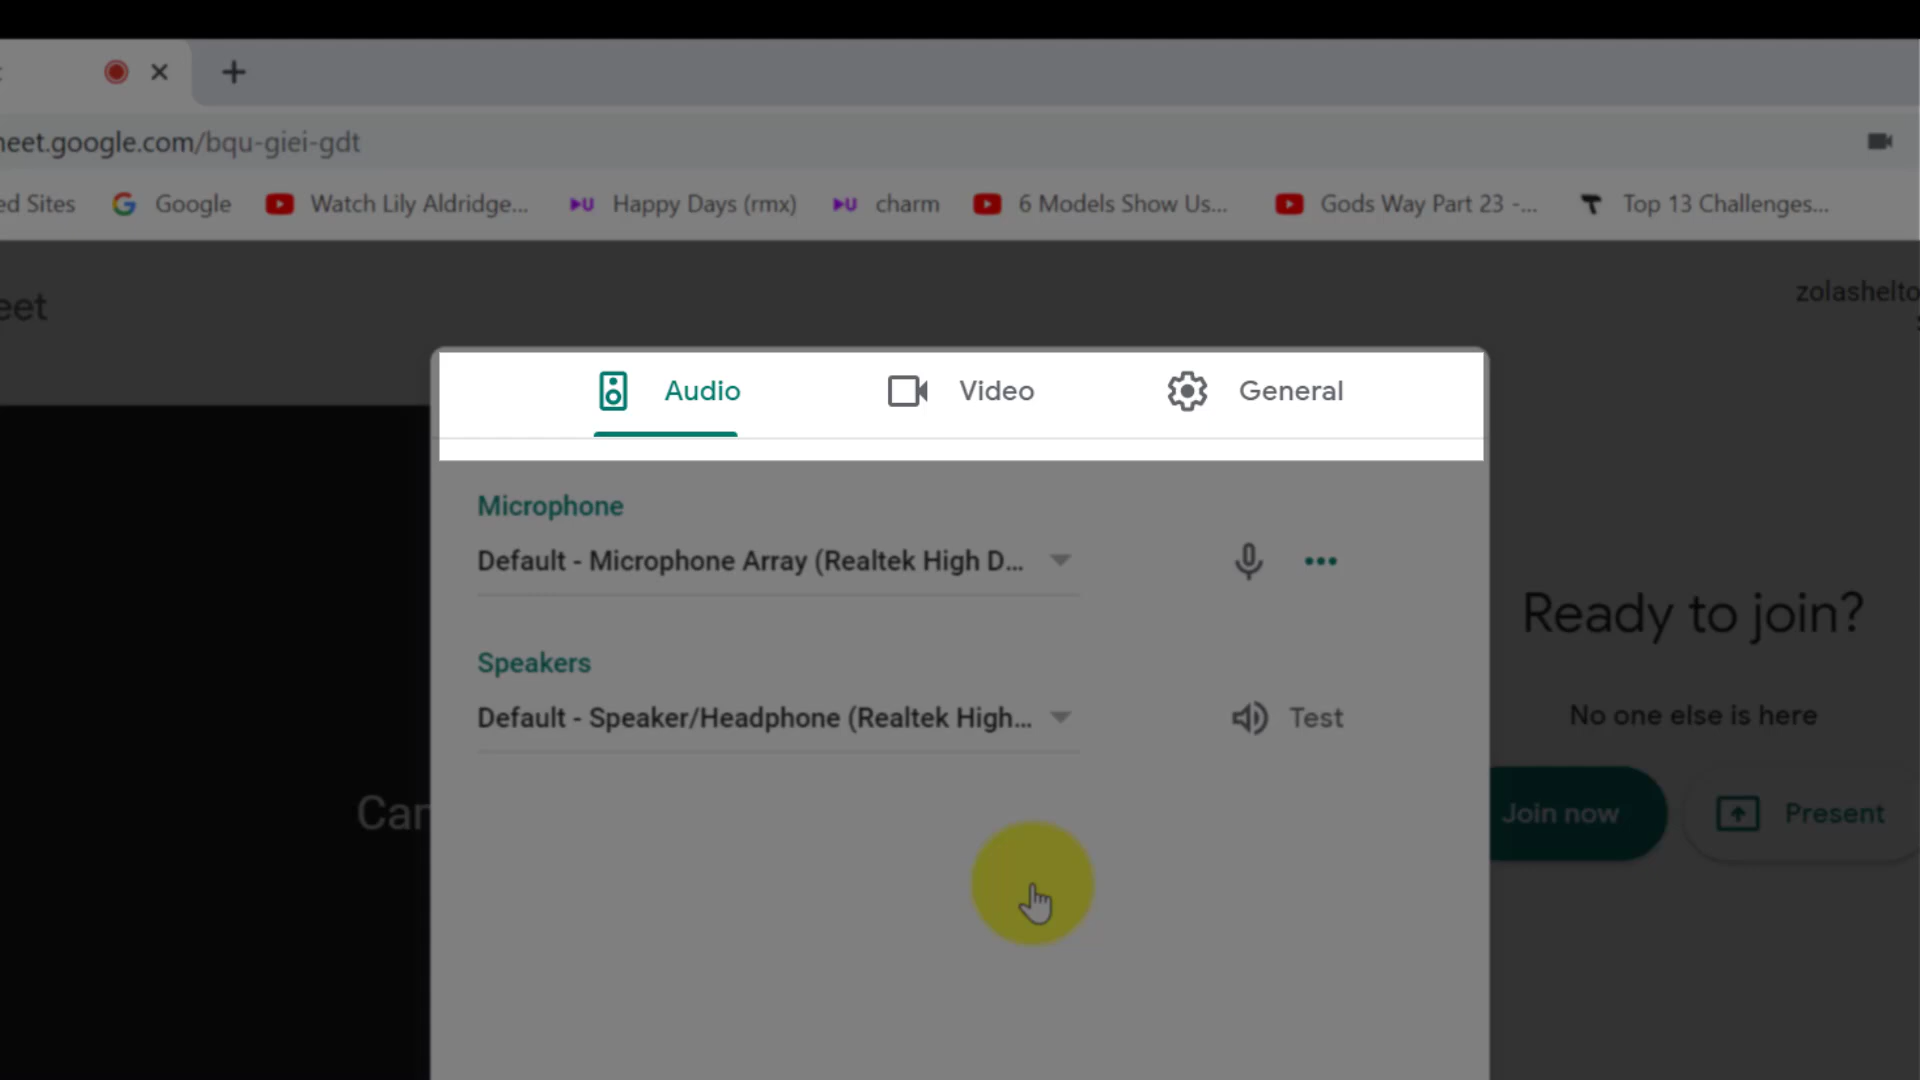 meet.google.com/bqu-giei-gdt
ed Sites Google Watch Lily Aldridge... Happy Days (rmx) charm 6 Models Show Us... Gods Way Part 23 -... Top 13 Challenges...
eet
zolashelto
Audio Video General
Microphone
Default - Microphone Array (Realtek High D...
Speakers
Default - Speaker/Headphone (Realtek High...
Test
Ready to join?
No one else is here
Can
Join now
Present